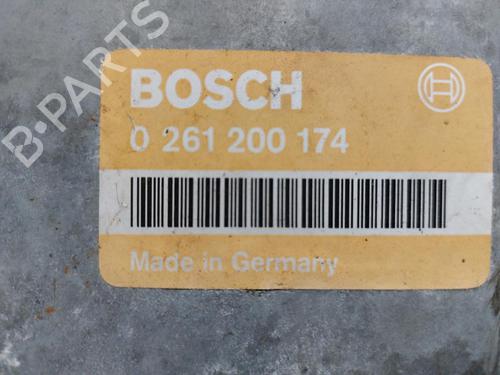 B-PARTS
BOSCH
0 261 200 174
Made in Germany